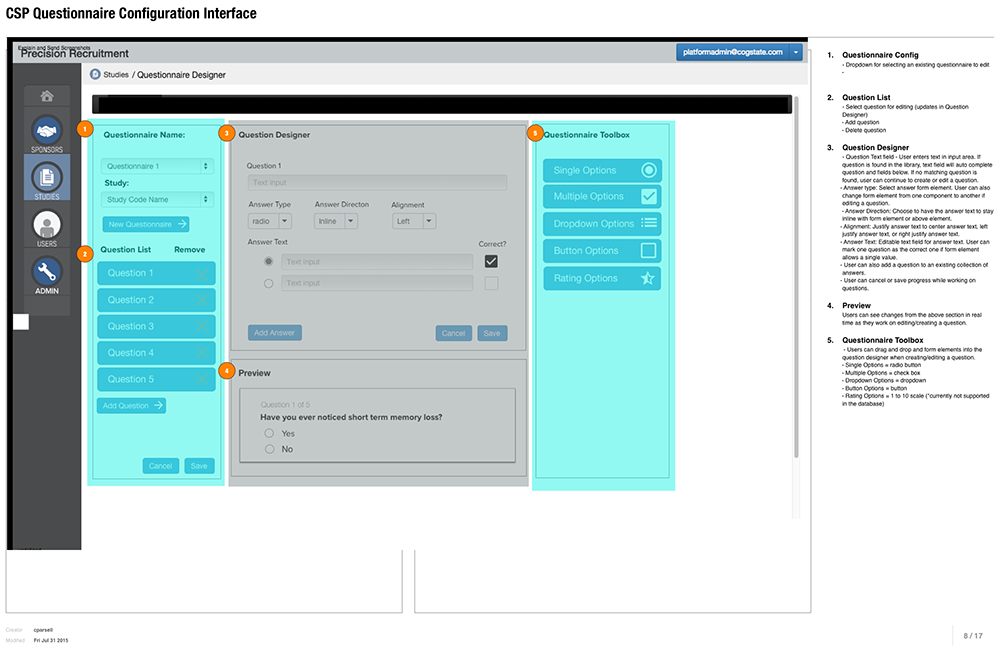 CSP Questionnaire Configuration Interface
Explain and Send Screenshots
Precision Recruitment
platformadmin@cogstate.com
Studies / Questionnaire Designer
SPONSORS
STUDIES
USERS
ADMIN
1
Questionnaire Name:
Questionnaire 1
Study:
Study Code Name
New Questionnaire
2
Question List Remove
Question 1
Question 2
Question 3
Question 4
Question 5
Add Question
Cancel Save
3
Question Designer
Question 1
Text input
Answer Type Answer Directon Alignment
radio inline Left
Answer Text Correct?
Text input
Text input
Add Answer Cancel Save
4
Preview
Question 1 of 5
Have you ever noticed short term memory loss?
Yes
No
5
Questionnaire Toolbox
Single Options
Multiple Options
Dropdown Options
Button Options
Rating Options
1. Questionnaire Config
- Dropdown for selecting an existing questionnaire to edit
-
2. Question List
- Select question for editing (updates in Question
Designer)
- Add question
- Delete question
3. Question Designer
- Question Text field - User enters text in input area. If
question is found in the library, text field will auto complete
question and fields below. If no matching question is
found, user can continue to create or edit a question.
- Answer type: Select answer form element. User can also
change form element from one component to another if
editing a question.
- Answer Direction: Choose to have the answer text to stay
inline with form element or above element.
- Alignment: Justify answer text to center answer text, left
justify answer text, or right justify answer text.
- Answer Text: Editable text field for answer text. User can
mark one question as the correct one if form element
allows a single value.
- User can also add a question to an existing collection of
answers.
- User can cancel or save progress while working on
questions.
4. Preview
Users can see changes from the above section in real
time as they work on editing/creating a question.
5. Questionnaire Toolbox
- Users can drag and drop and form elements into the
question designer when creating/editing a question.
- Single Options = radio button
- Multiple Options = check box
- Dropdown Options = dropdown
- Button Options = button
- Rating Options = 1 to 10 scale (*currently not supported
in the database)
Creator cparsell
Modified Fri Jul 31 2015
8 / 17